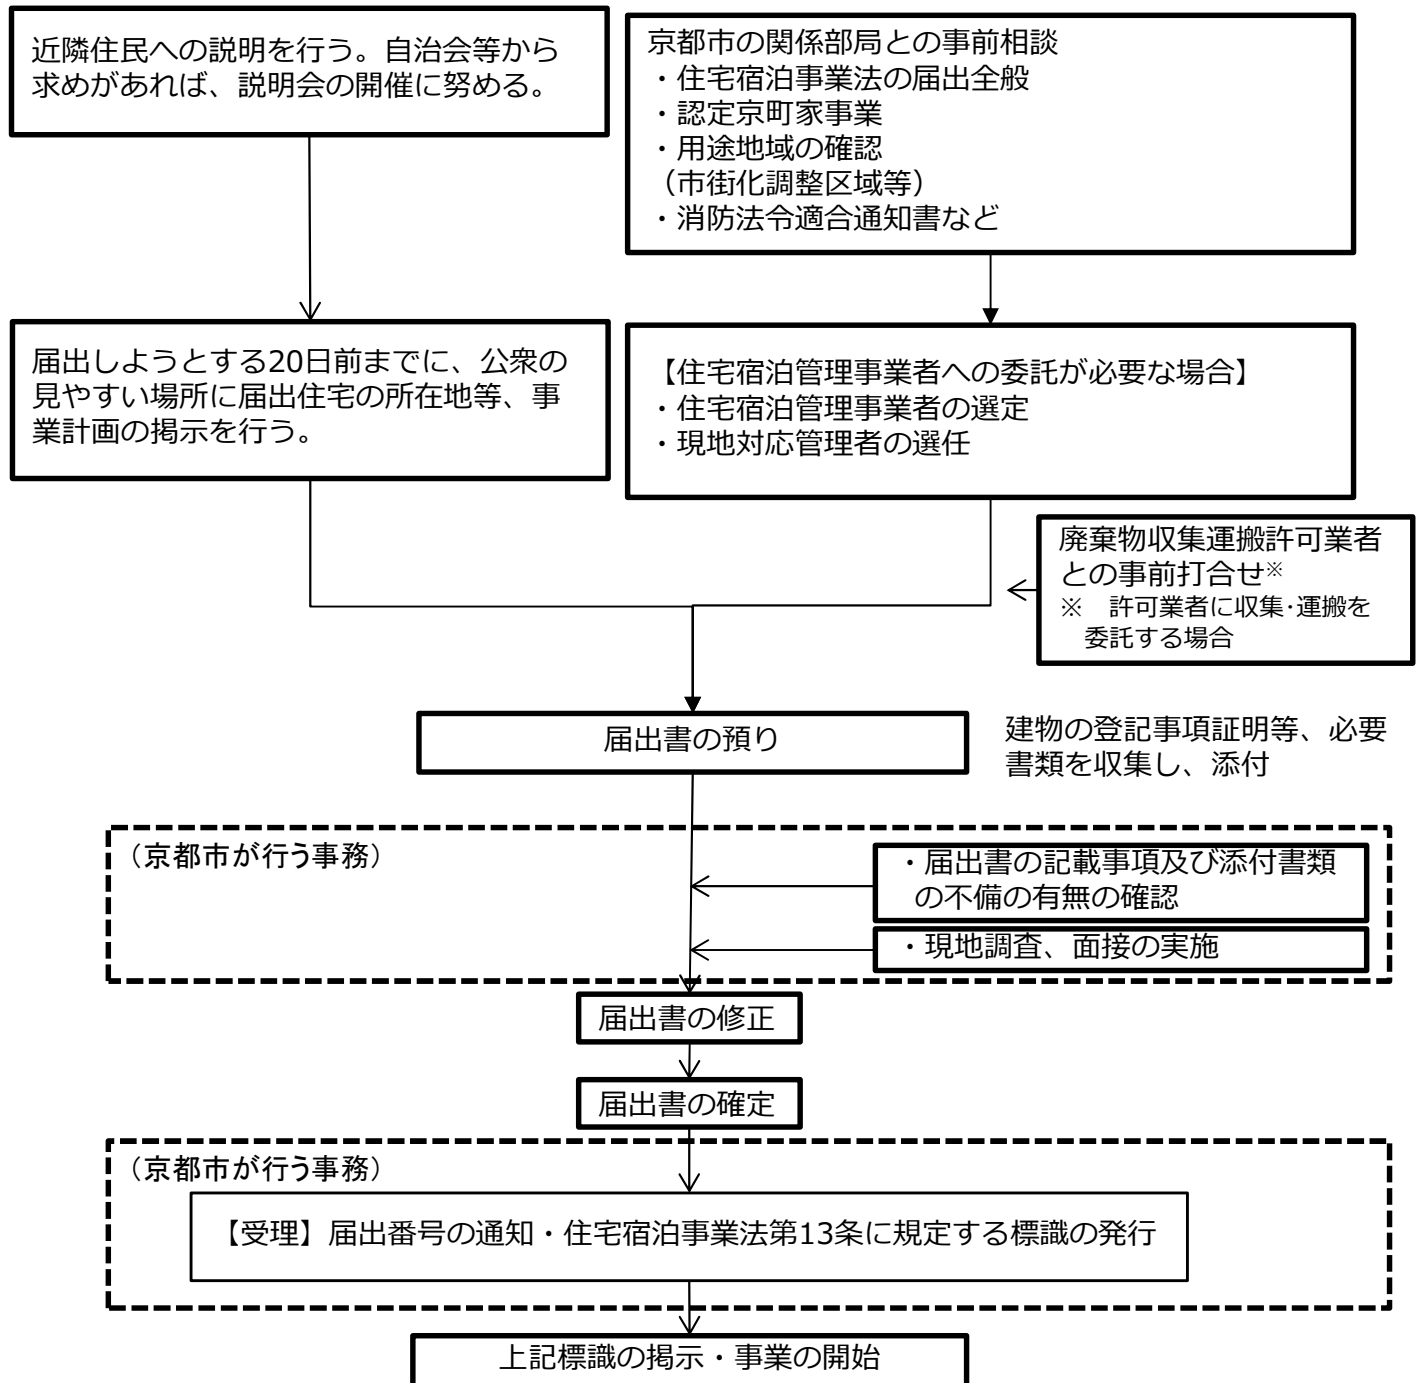 近隣住民への説明を行う。自治会等から
求めがあれば、説明会の開催に努める。
京都市の関係部局との事前相談
・住宅宿泊事業法の届出全般
・認定京町家事業
・用途地域の確認
（市街化調整区域等）
・消防法令適合通知書など
届出しようとする20日前までに、公衆の
見やすい場所に届出住宅の所在地等、事
業計画の掲示を行う。
【住宅宿泊管理事業者への委託が必要な場合】
・住宅宿泊管理事業者の選定
・現地対応管理者の選任
廃棄物収集運搬許可業者
との事前打合せ※
※　許可業者に収集･運搬を
委託する場合
届出書の預り
建物の登記事項証明等、必要
書類を収集し、添付
（京都市が行う事務）
・届出書の記載事項及び添付書類
の不備の有無の確認
・現地調査、面接の実施
届出書の修正
届出書の確定
（京都市が行う事務）
【受理】届出番号の通知・住宅宿泊事業法第13条に規定する標識の発行
上記標識の掲示・事業の開始